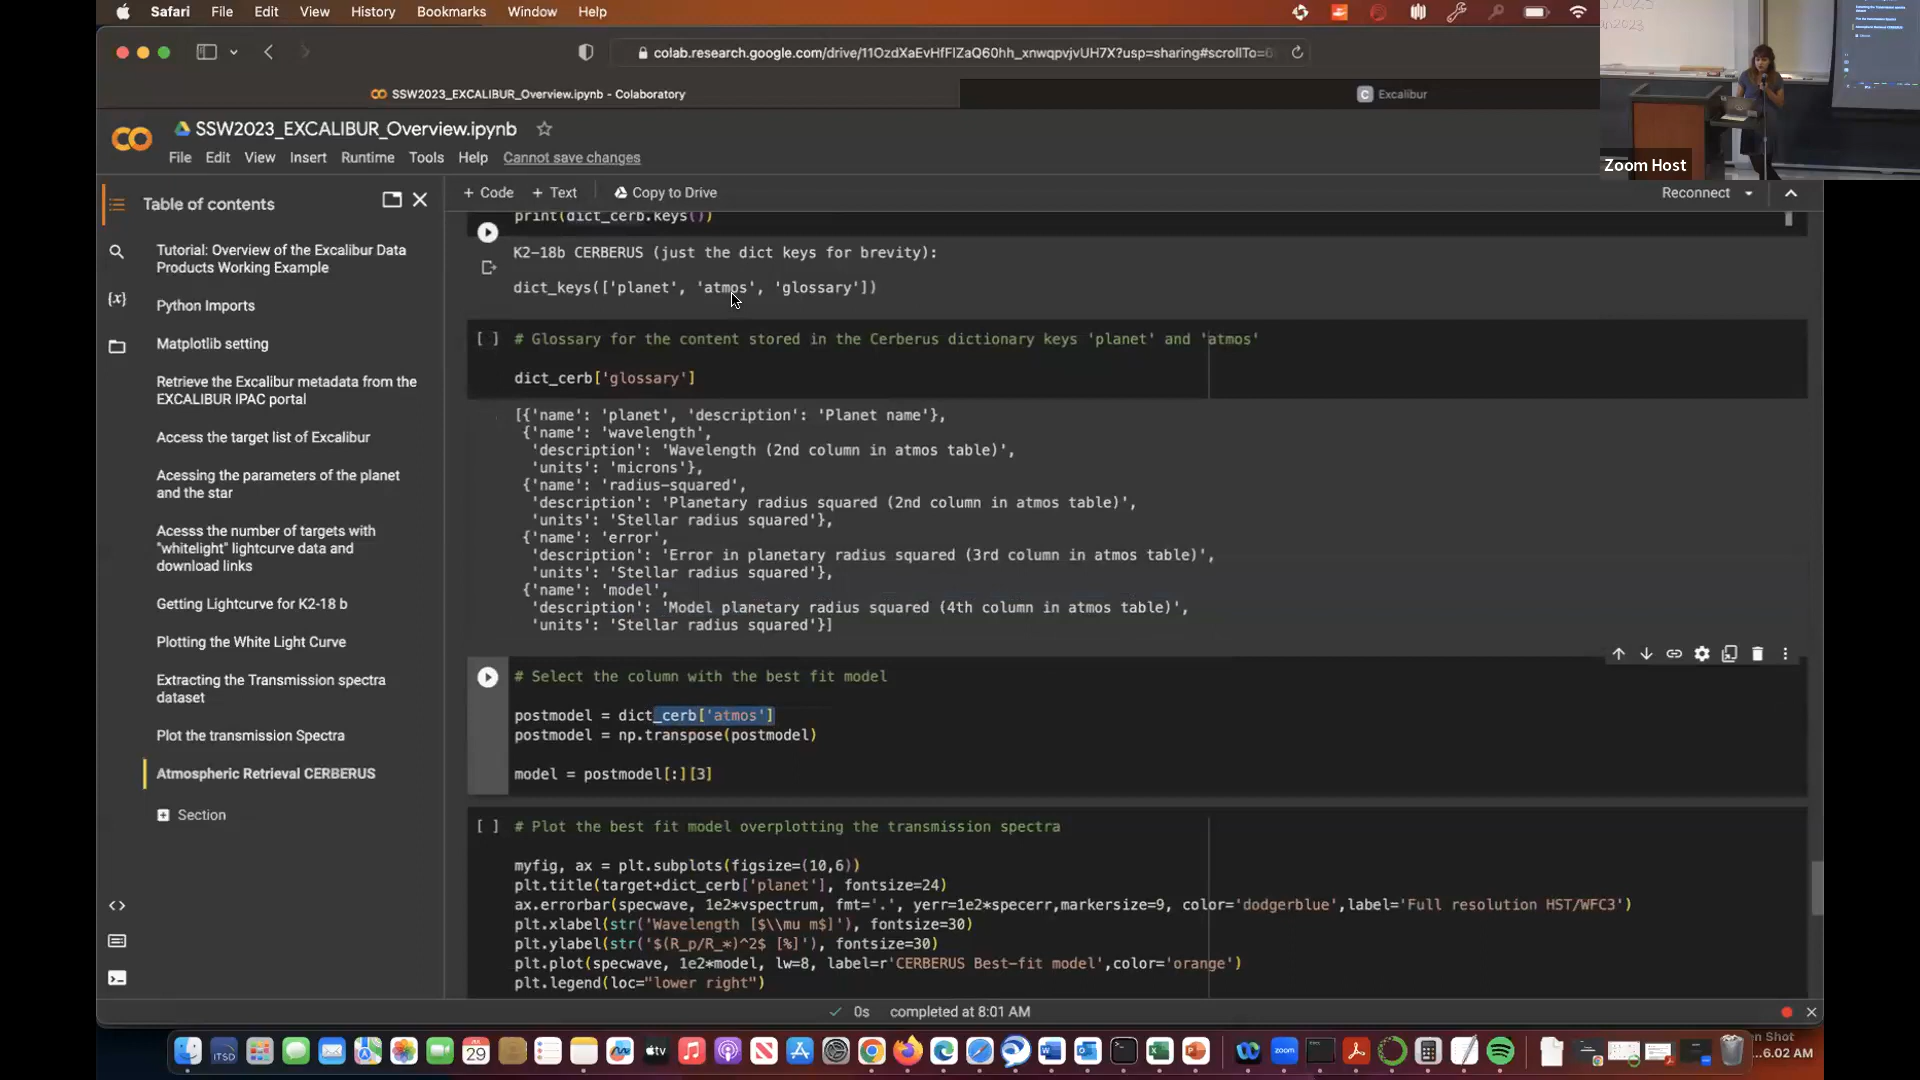 Safari File Edit View History Bookmarks Window Help
colab.research.google.com/drive/11OzdXaEvHfFlZaQ60hh_xnwqpvjvUH7X?usp=sharing#scrollTo=6
SSW2023_EXCALIBUR_Overview.ipynb - Colaboratory
C Excalibur
Zoom Host
SSW2023_EXCALIBUR_Overview.ipynb
File Edit View Insert Runtime Tools Help Cannot save changes
Table of contents
+ Code + Text Copy to Drive
Reconnect
Tutorial: Overview of the Excalibur Data
Products Working Example
Python Imports
Matplotlib setting
Retrieve the Excalibur metadata from the
EXCALIBUR IPAC portal
Access the target list of Excalibur
Acessing the parameters of the planet
and the star
Acesss the number of targets with
"whitelight" lightcurve data and
download links
Getting Lightcurve for K2-18 b
Plotting the White Light Curve
Extracting the Transmission spectra
dataset
Plot the transmission Spectra
Atmospheric Retrieval CERBERUS
Section
print(dict_cerb.keys())
K2-18b CERBERUS (just the dict keys for brevity):
dict_keys(['planet', 'atmos', 'glossary'])
[ ] # Glossary for the content stored in the Cerberus dictionary keys 'planet' and 'atmos'
dict_cerb['glossary']
[{'name': 'planet', 'description': 'Planet name'},
{'name': 'wavelength',
'description': 'Wavelength (2nd column in atmos table)',
'units': 'microns'},
{'name': 'radius-squared',
'description': 'Planetary radius squared (2nd column in atmos table)',
'units': 'Stellar radius squared'},
{'name': 'error',
'description': 'Error in planetary radius squared (3rd column in atmos table)',
'units': 'Stellar radius squared'},
{'name': 'model',
'description': 'Model planetary radius squared (4th column in atmos table)',
'units': 'Stellar radius squared'}]
# Select the column with the best fit model
postmodel = dict_cerb['atmos']
postmodel = np.transpose(postmodel)
model = postmodel[:][3]
[ ] # Plot the best fit model overplotting the transmission spectra
myfig, ax = plt.subplots(figsize=(10,6))
plt.title(target+dict_cerb['planet'], fontsize=24)
ax.errorbar(specwave, 1e2*vspectrum, fmt='.', yerr=1e2*specerr,markersize=9, color='dodgerblue',label='Full resolution HST/WFC3')
plt.xlabel(str('Wavelength [$\\mu m$]'), fontsize=30)
plt.ylabel(str('$(R_p/R_*)^2$ [%]'), fontsize=30)
plt.plot(specwave, 1e2*model, lw=8, label=r'CERBERUS Best-fit model',color='orange')
plt.legend(loc="lower right")
0s completed at 8:01 AM
ITSD
JUL
29
tv
zoom
en Shot
...6.02 AM